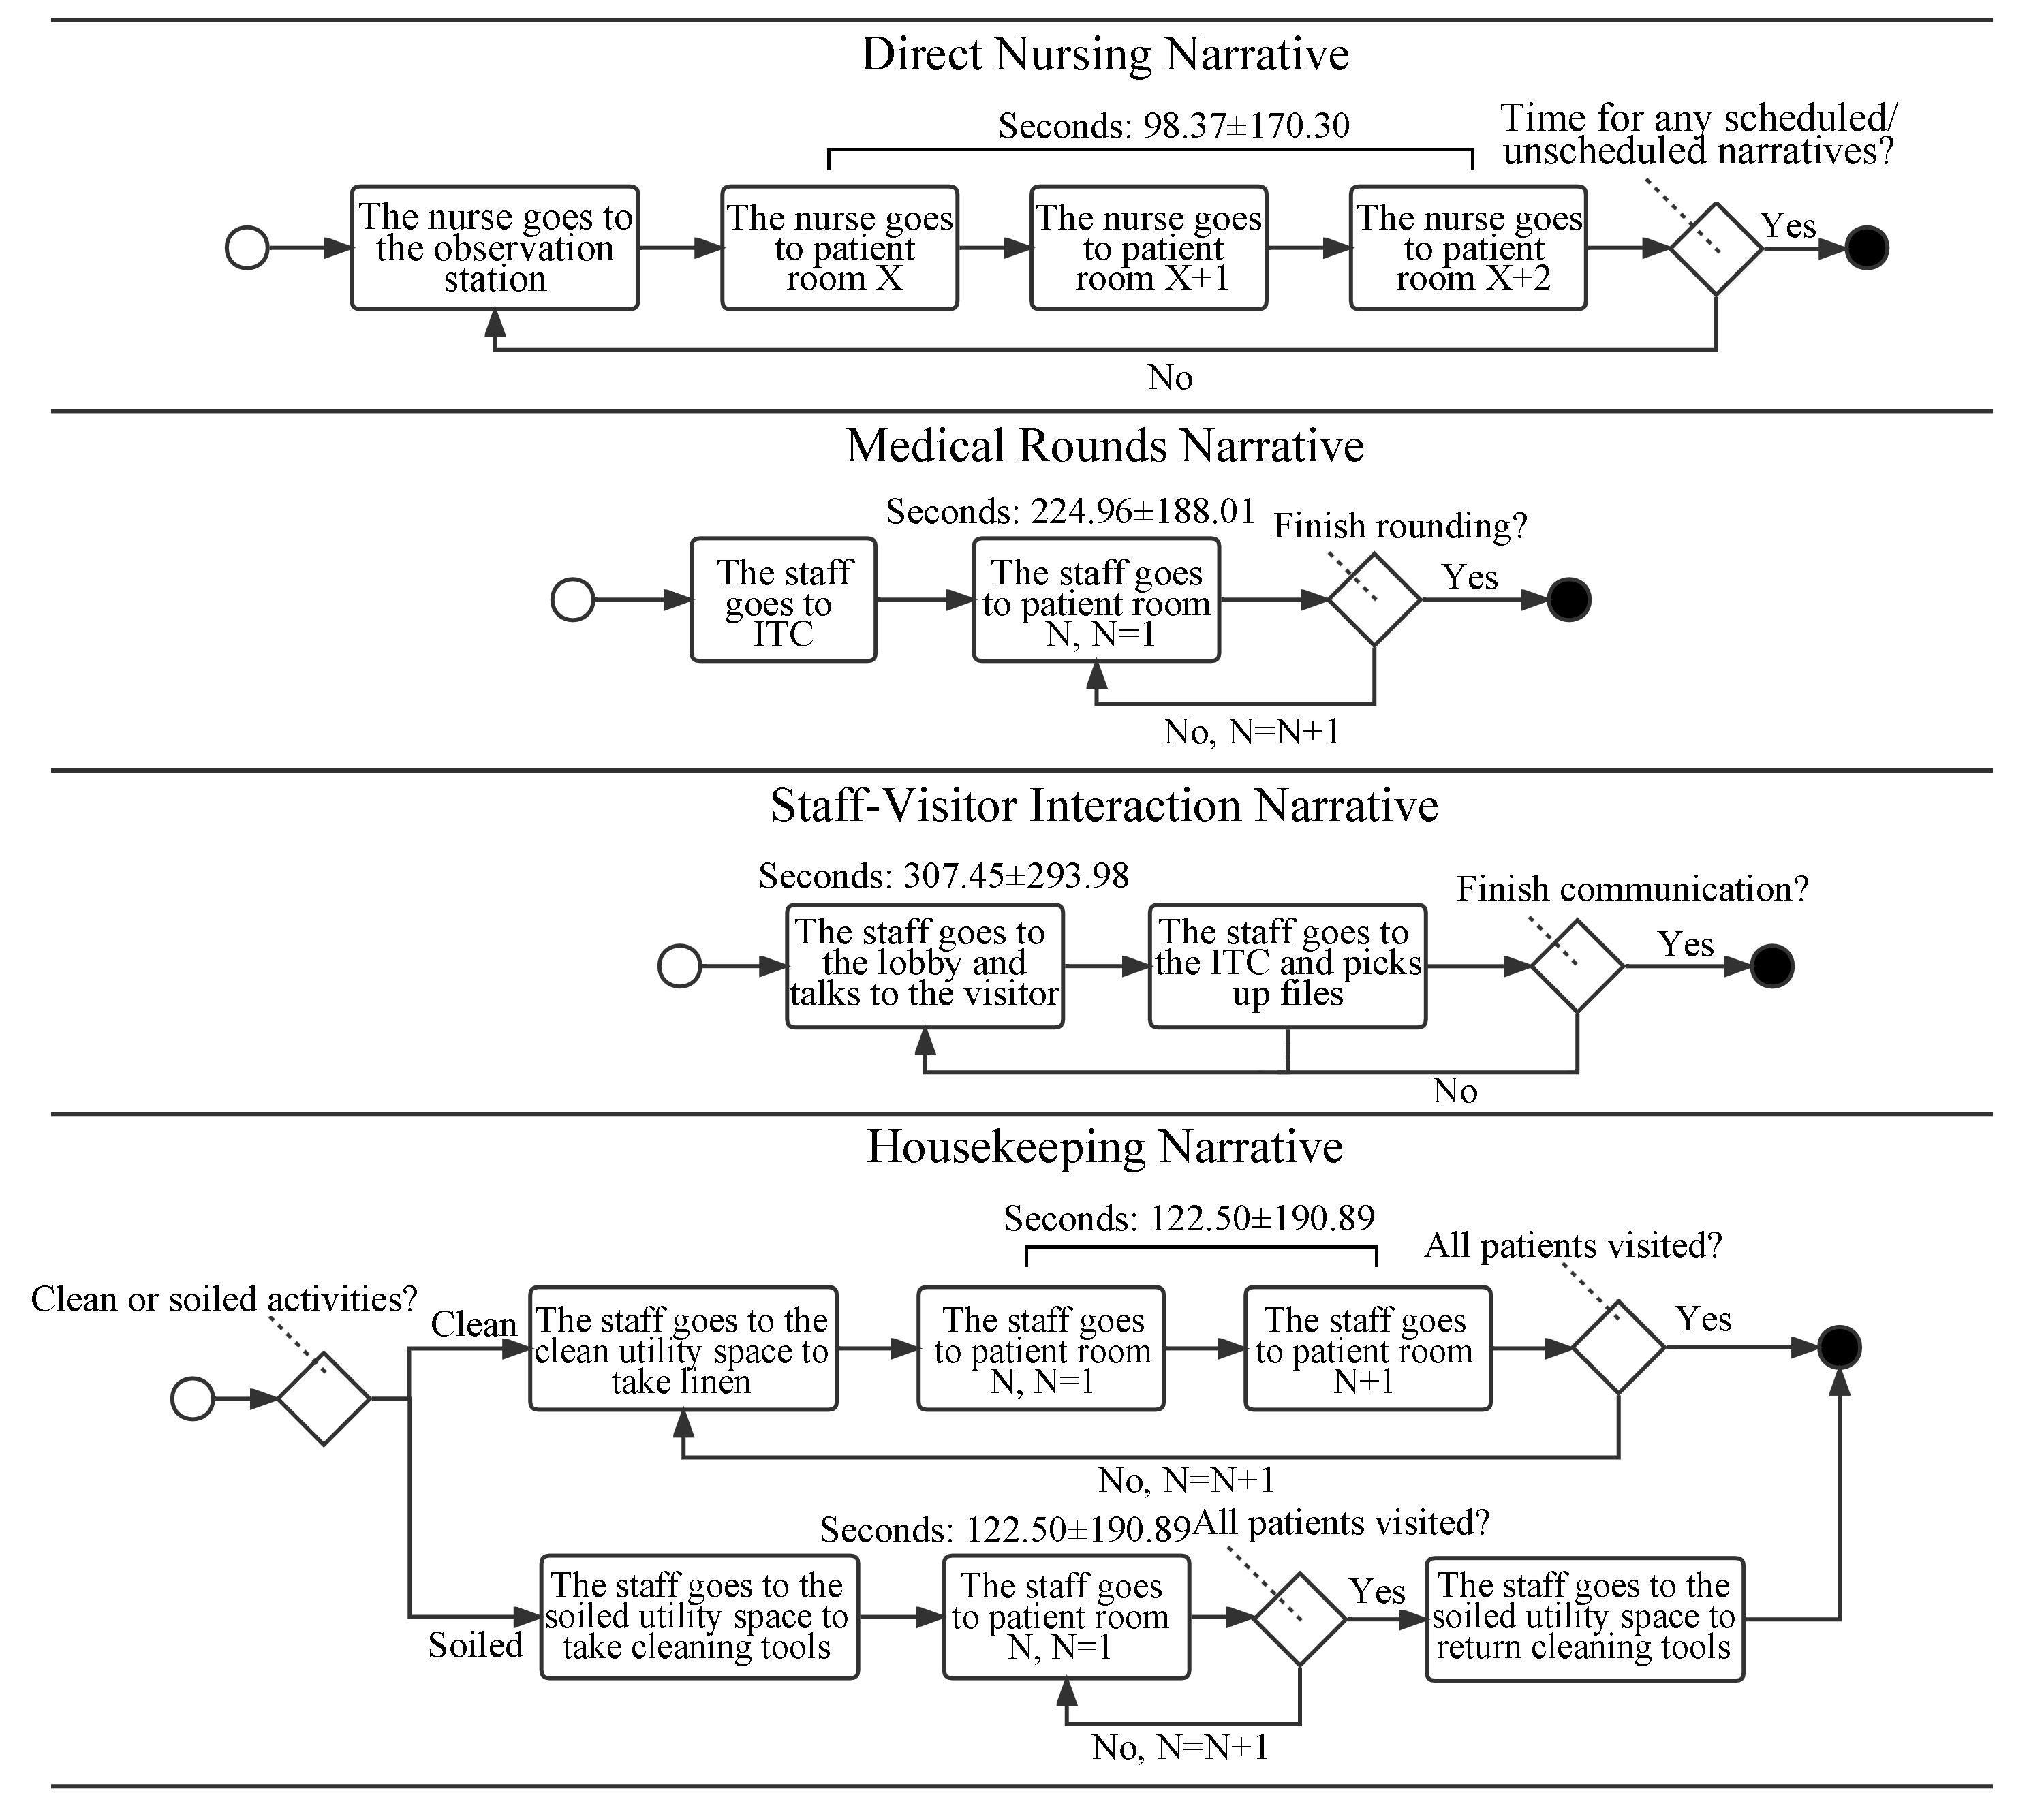 Direct Nursing Narrative
Seconds: 98.37±170.30
Time for any scheduled/
unscheduled narratives?
The nurse goes to
the observation
station
The nurse goes
to patient
room X
The nurse goes
to patient
room X+1
The nurse goes
to patient
room X+2
Yes
No
Medical Rounds Narrative
Seconds: 224.96±188.01
Finish rounding?
The staff
goes to
ITC
The staff goes
to patient room
N, N=1
Yes
No, N=N+1
Staff-Visitor Interaction Narrative
Seconds: 307.45±293.98
Finish communication?
The staff goes to
the lobby and
talks to the visitor
The staff goes to
the ITC and picks
up files
Yes
No
Housekeeping Narrative
Seconds: 122.50±190.89
All patients visited?
Clean or soiled activities?
Clean
The staff goes to the
clean utility space to
take linen
The staff goes
to patient room
N, N=1
The staff goes
to patient room
N+1
Yes
No, N=N+1
Seconds: 122.50±190.89
All patients visited?
Soiled
The staff goes to the
soiled utility space to
take cleaning tools
The staff goes
to patient room
N, N=1
Yes
The staff goes to the
soiled utility space to
return cleaning tools
No, N=N+1